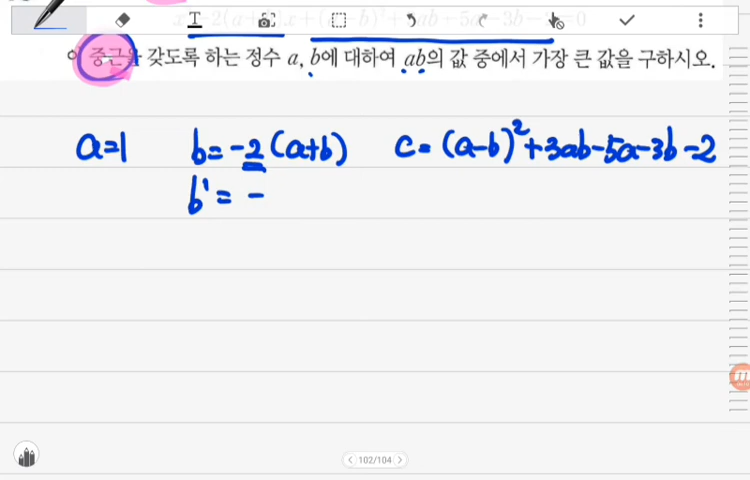 이 중근을 갖도록 하는 정수 a, b에 대하여 ab의 값 중에서 가장 큰 값을 구하시오.
a=1 b=-2(a+b) c=(a-b)²+3ab-5a-3b-2
b'= -
102/104